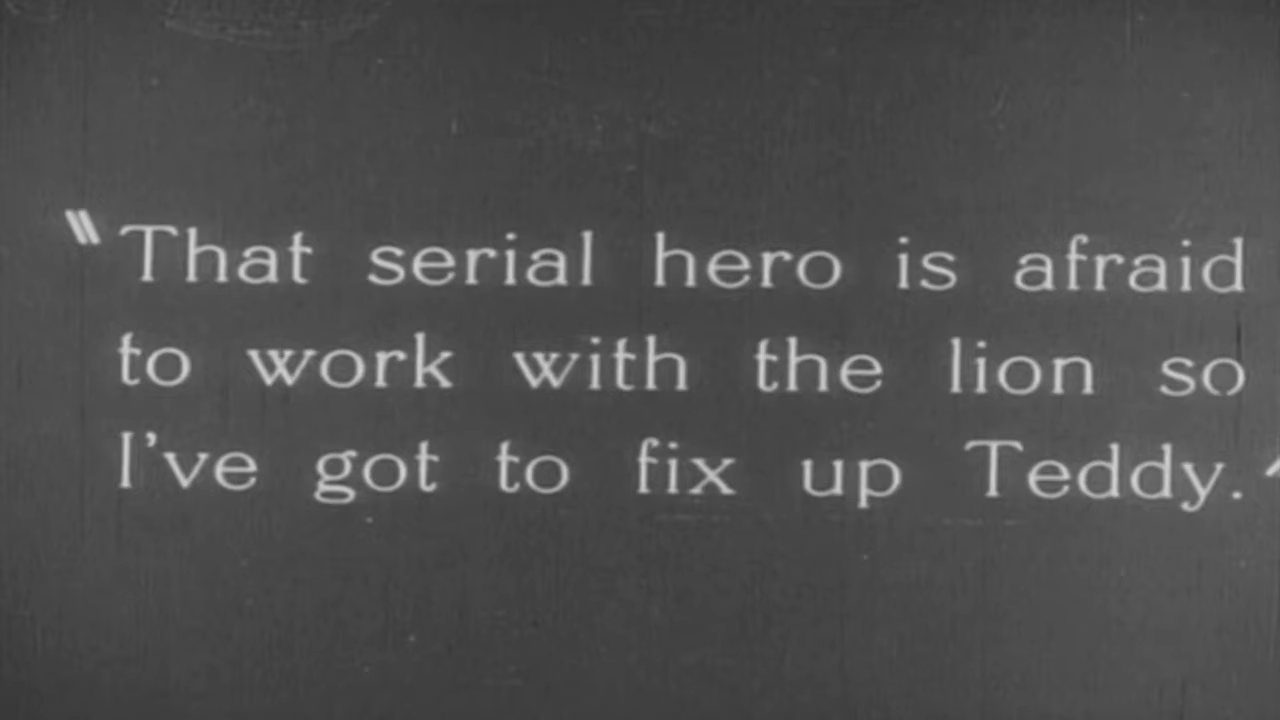 "That serial hero is afraid
to work with the lion so
I've got to fix up Teddy."